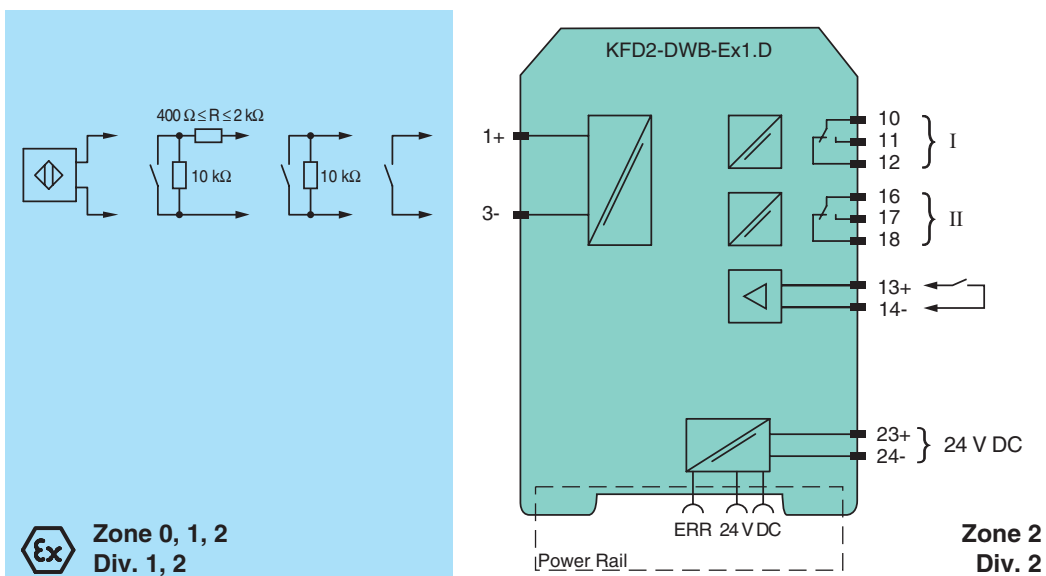 KFD2-DWB-Ex1.D
400 Ω ≤ R ≤ 2 kΩ
10 kΩ
10 kΩ
1+
3-
10
11
12
I
16
17
18
II
13+
14-
23+
24-
24 V DC
ERR 24 V DC
Power Rail
Ex
Zone 0, 1, 2
Div. 1, 2
Zone 2
Div. 2